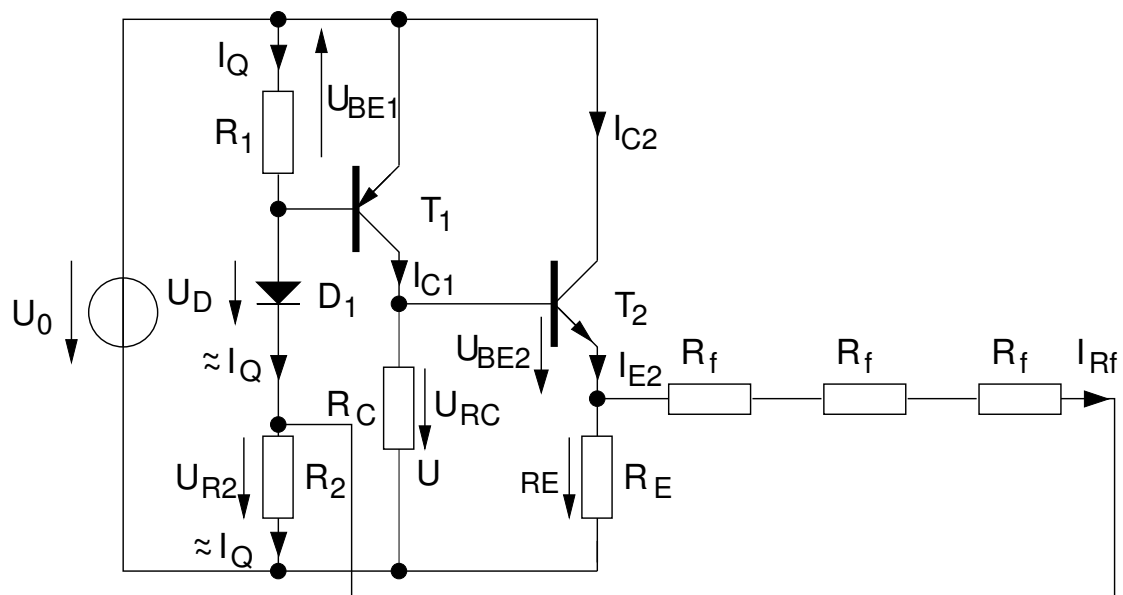 I_Q
U_BE1
R_1
I_C2
T_1
U_0
U_D
D_1
I_C1
T_2
≈I_Q
U_BE2
I_E2
R_f
R_f
R_f
I_Rf
R_C
U_RC
U_R2
R_2
U
RE
R_E
≈I_Q